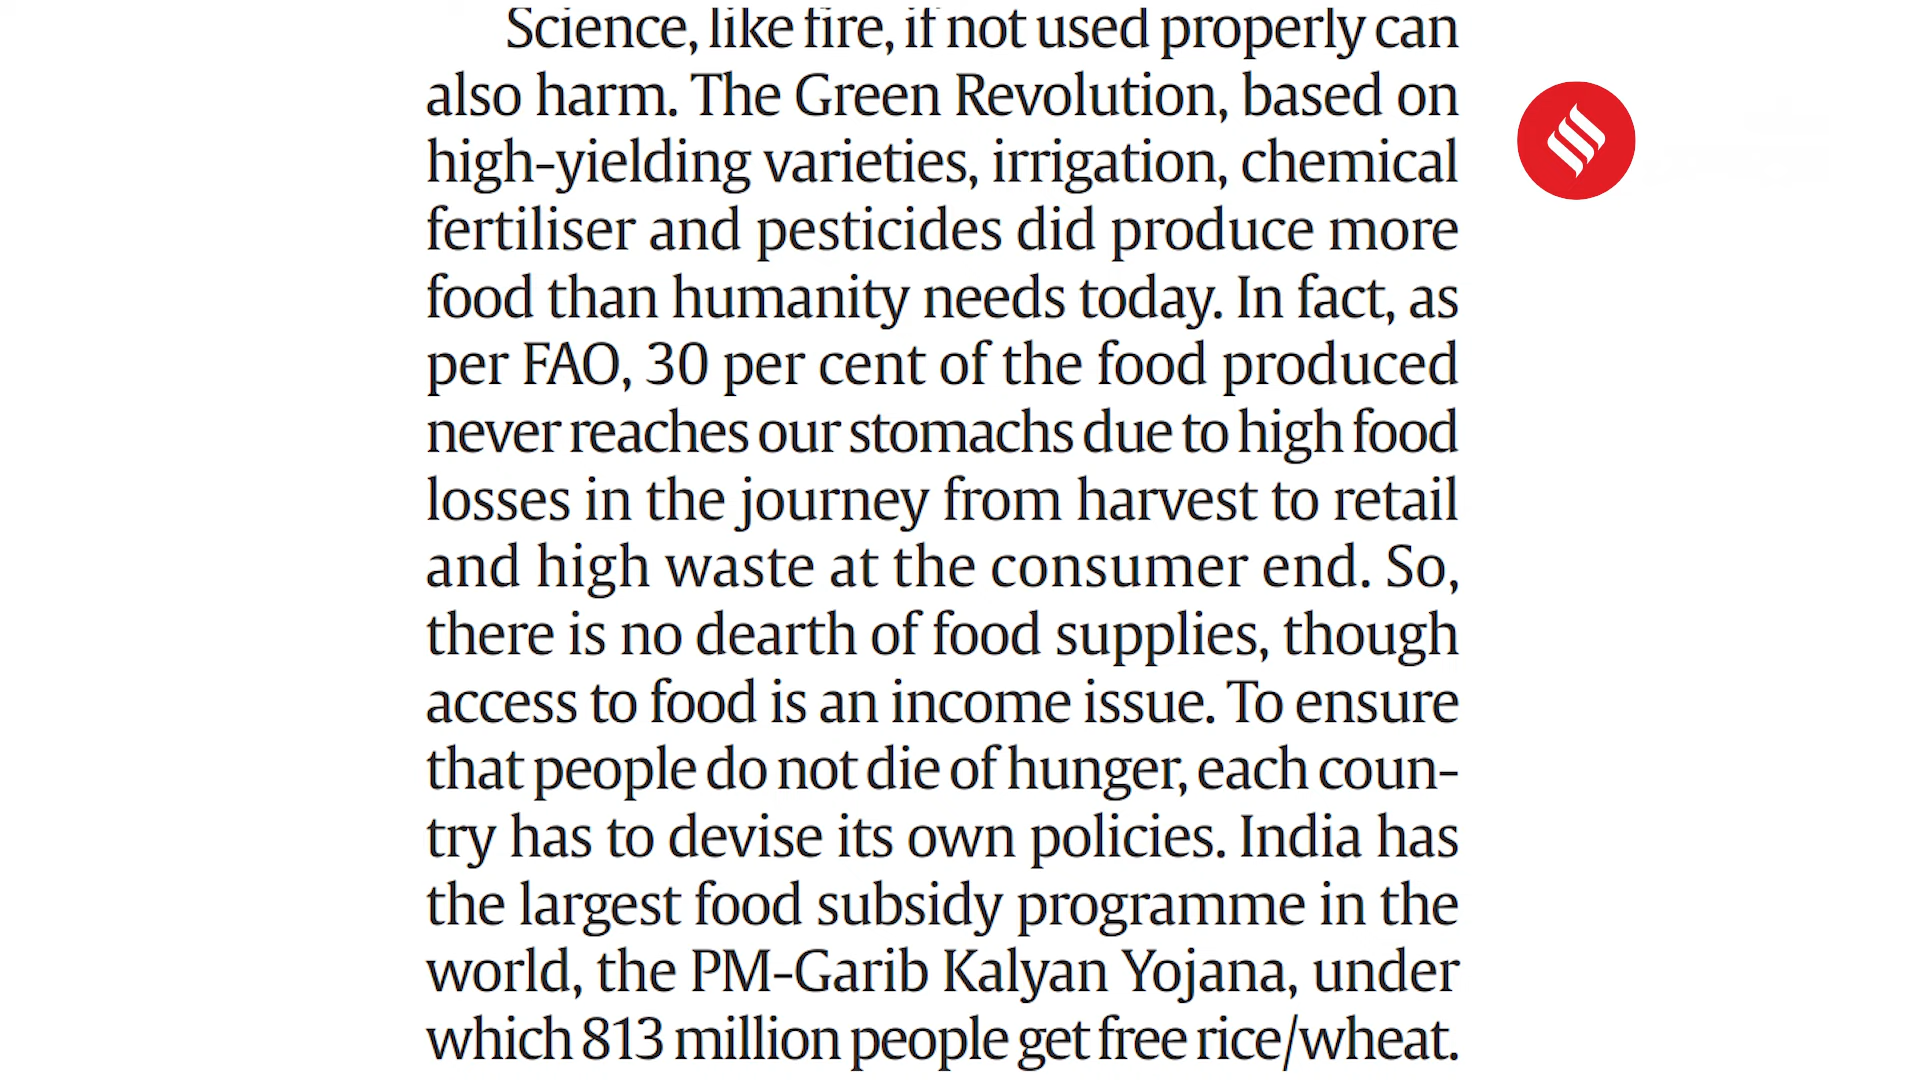 Science, like fire, if not used properly can
also harm. The Green Revolution, based on
high-yielding varieties, irrigation, chemical
fertiliser and pesticides did produce more
food than humanity needs today. In fact, as
per FAO, 30 per cent of the food produced
never reaches our stomachs due to high food
losses in the journey from harvest to retail
and high waste at the consumer end. So,
there is no dearth of food supplies, though
access to food is an income issue. To ensure
that people do not die of hunger, each coun-
try has to devise its own policies. India has
the largest food subsidy programme in the
world, the PM-Garib Kalyan Yojana, under
which 813 million people get free rice/wheat.